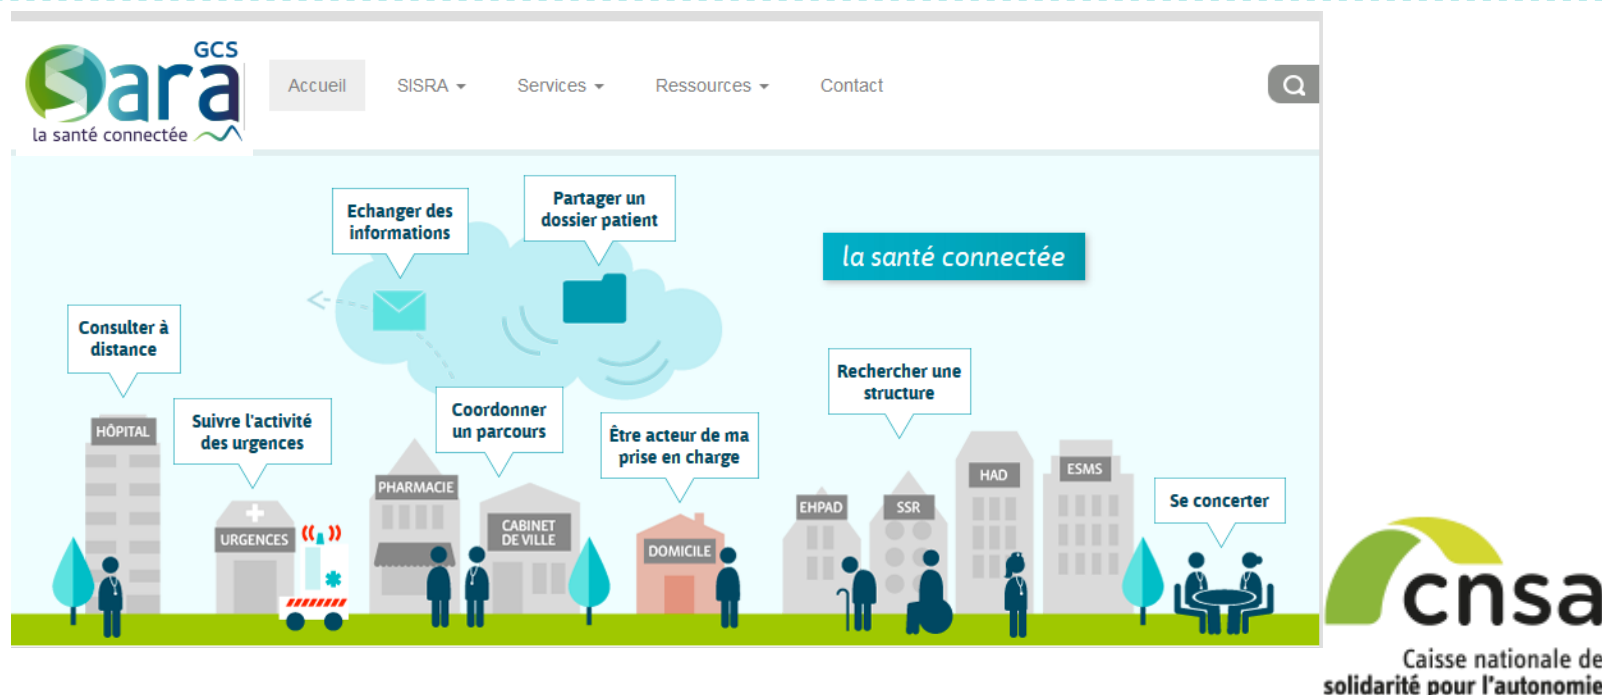 GCS
Sara
la santé connectée
Accueil
SISRA
Services
Ressources
Contact
Partager un
dossier patient
Echanger des
informations
la santé connectée
Consulter à
distance
Rechercher une
structure
Suivre l'activité
des urgences
Coordonner
un parcours
Être acteur de ma
prise en charge
HÔPITAL
URGENCES
PHARMACIE
CABINET
DE VILLE
DOMICILE
EHPAD
SSR
HAD
ESMS
Se concerter
cnsa
Caisse nationale de
solidarité pour l'autonomie